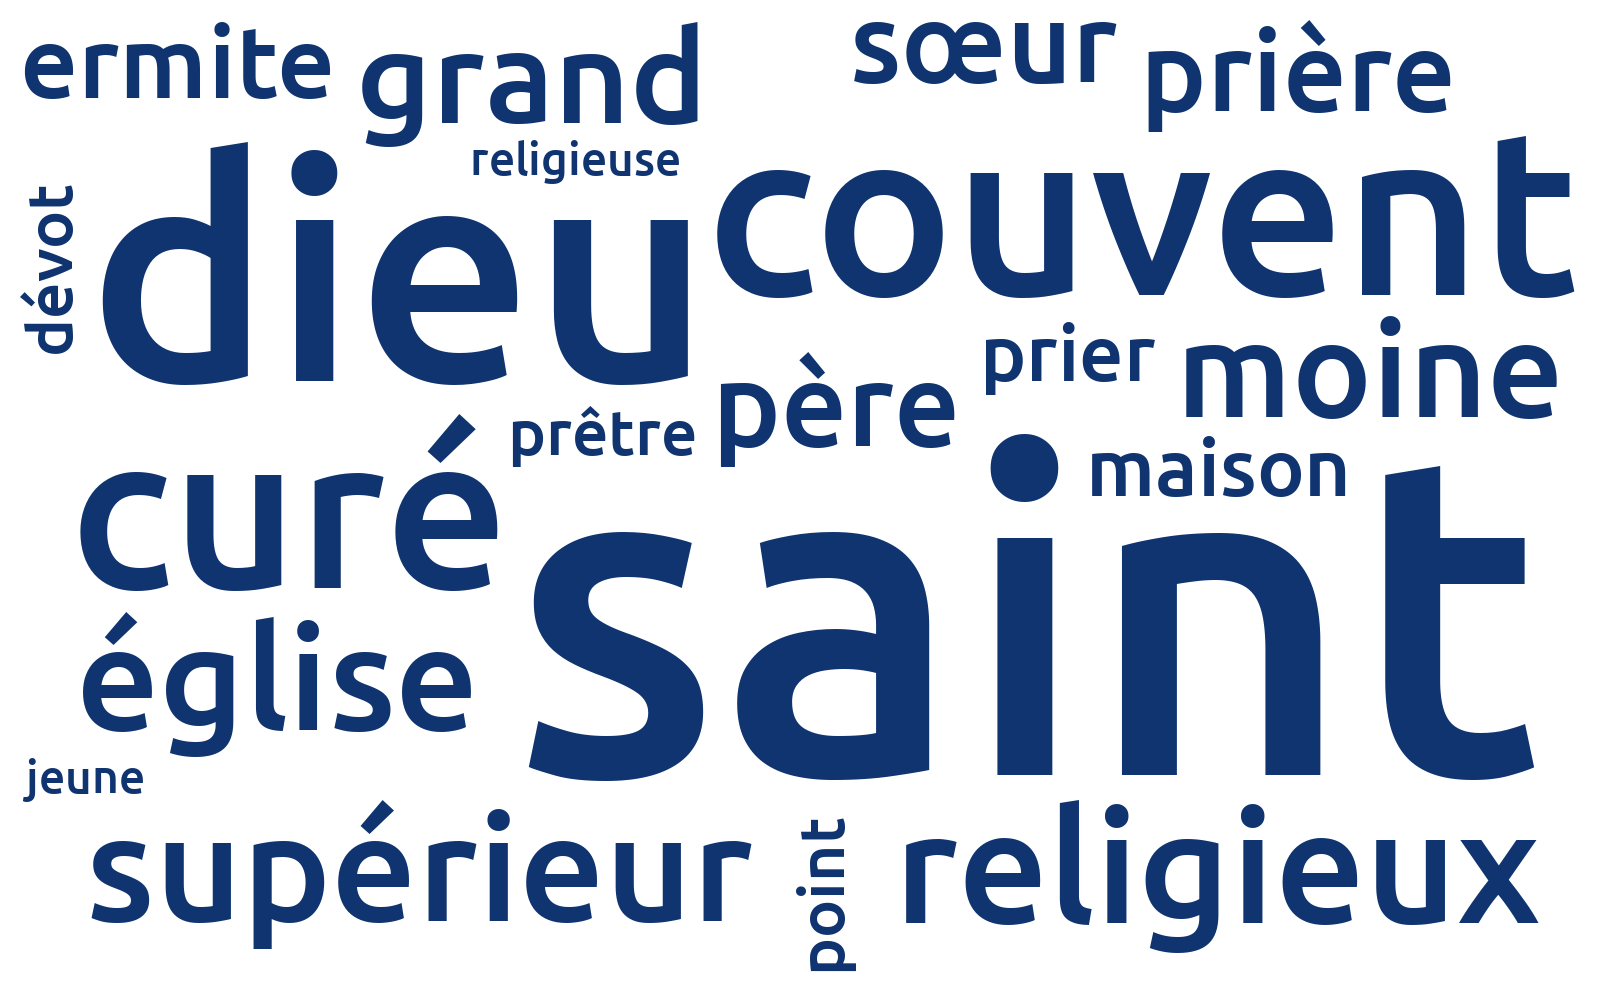 ermite
grand
sœur
prière
religieuse
dévot
dieu
couvent
prier
moine
père
prêtre
maison
curé
saint
église
jeune
supérieur
point
religieux